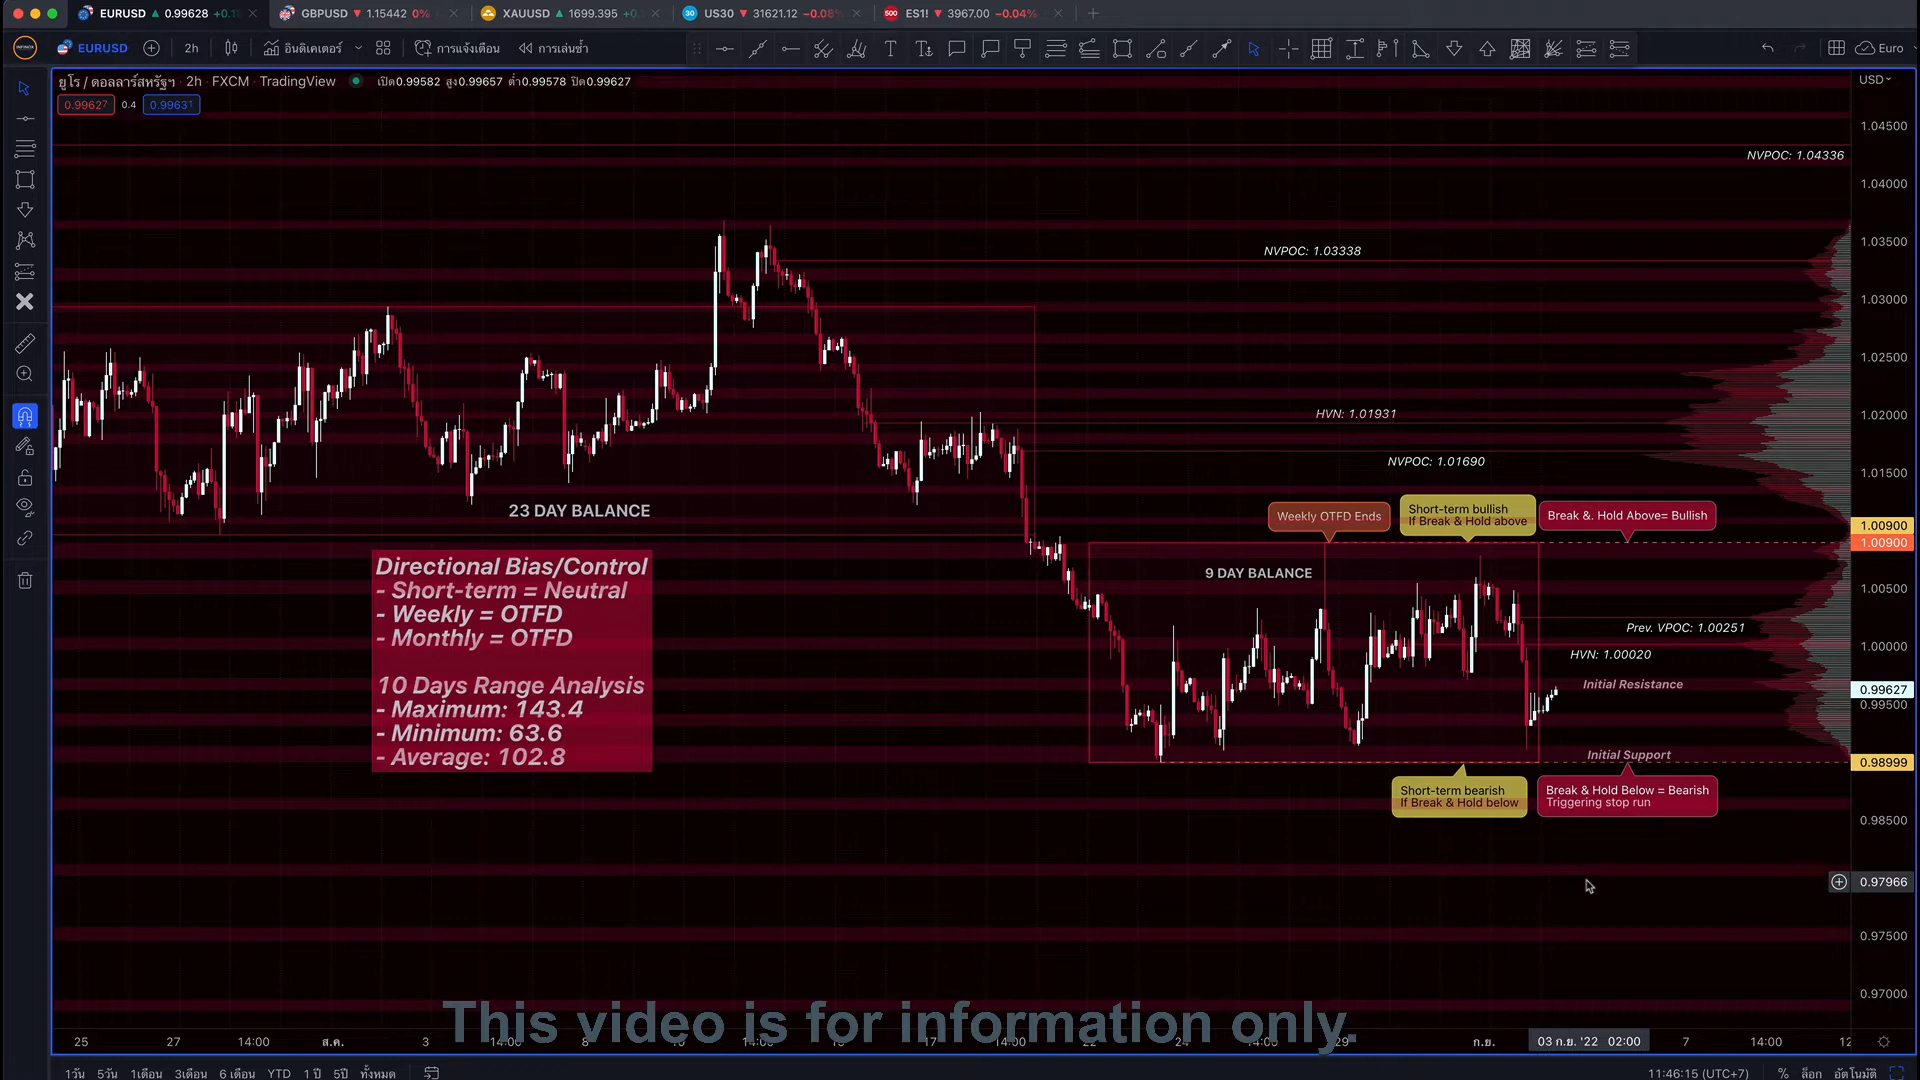 EURUSD ▲ 0.99628 +0.1
GBPUSD ▼ 1.15442 0%
XAUUSD ▲ 1699.395 +0.
US30 ▼ 31621.12 −0.08%
ES1! ▼ 3967.00 −0.04%
EURUSD
2h
อินดิเคเตอร์
การแจ้งเตือน
การเล่นซ้ำ
Euro
ยูโร / ดอลลาร์สหรัฐฯ · 2h · FXCM · TradingView
เปิด0.99582 สูง0.99657 ต่ำ0.99578 ปิด0.99627
0.99627 0.4 0.99631
USD
1.04500
NVPOC: 1.04336
1.04000
1.03500
NVPOC: 1.03338
1.03000
1.02500
HVN: 1.01931
1.02000
NVPOC: 1.01690
1.01500
23 DAY BALANCE
Weekly OTFD Ends
Short-term bullish
If Break & Hold above
Break &. Hold Above= Bullish
1.00900
1.00900
9 DAY BALANCE
1.00500
Directional Bias/Control
- Short-term = Neutral
- Weekly = OTFD
- Monthly = OTFD
10 Days Range Analysis
- Maximum: 143.4
- Minimum: 63.6
- Average: 102.8
Prev. VPOC: 1.00251
1.00000
HVN: 1.00020
Initial Resistance
0.99627
0.99500
Initial Support
0.98999
Short-term bearish
If Break & Hold below
Break & Hold Below = Bearish
Triggering stop run
0.98500
0.97966
0.97500
0.97000
This video is for information only.
25 27 14:00 ส.ค. 3 14:00 8 10 14:00 15 17 14:00 22 24 14:00 29 ก.ย. 03 ก.ย. '22 02:00 7 14:00 12
1วัน 5วัน 1เดือน 3เดือน 6 เดือน YTD 1 ปี 5ปี ทั้งหมด
11:46:15 (UTC+7) % ล็อก อัตโนมัติ